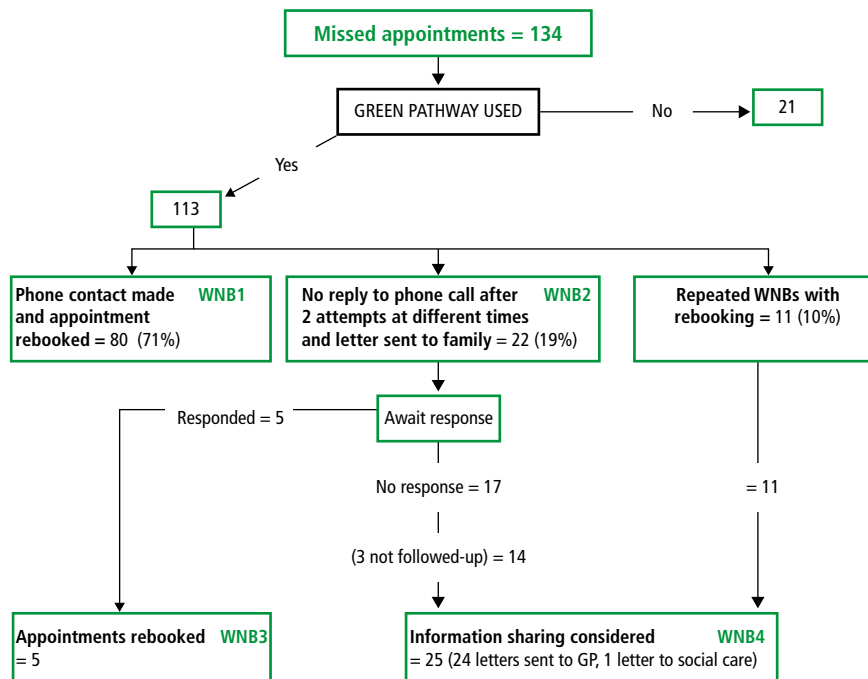 Missed appointments = 134
GREEN PATHWAY USED
No
21
Yes
113
Phone contact made WNB1
and appointment
rebooked = 80 (71%)
No reply to phone call after WNB2
2 attempts at different times
and letter sent to family = 22 (19%)
Repeated WNBs with
rebooking = 11 (10%)
Responded = 5
Await response
No response = 17
= 11
(3 not followed-up) = 14
Appointments rebooked WNB3
= 5
Information sharing considered WNB4
= 25 (24 letters sent to GP, 1 letter to social care)